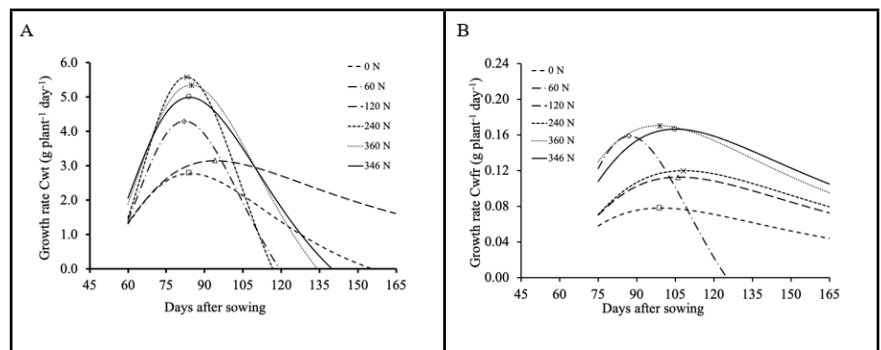 A
Growth rate Cwt (g plant⁻¹ day⁻¹)
6.0
5.0
4.0
3.0
2.0
1.0
0.0
45 60 75 90 105 120 135 150 165
Days after sowing
0 N
60 N
120 N
240 N
360 N
346 N
B
Growth rate Cwfr (g plant⁻¹ day⁻¹)
0.24
0.20
0.16
0.12
0.08
0.04
0.00
45 60 75 90 105 120 135 150 165
Days after sowing
0 N
60 N
120 N
240 N
360 N
346 N